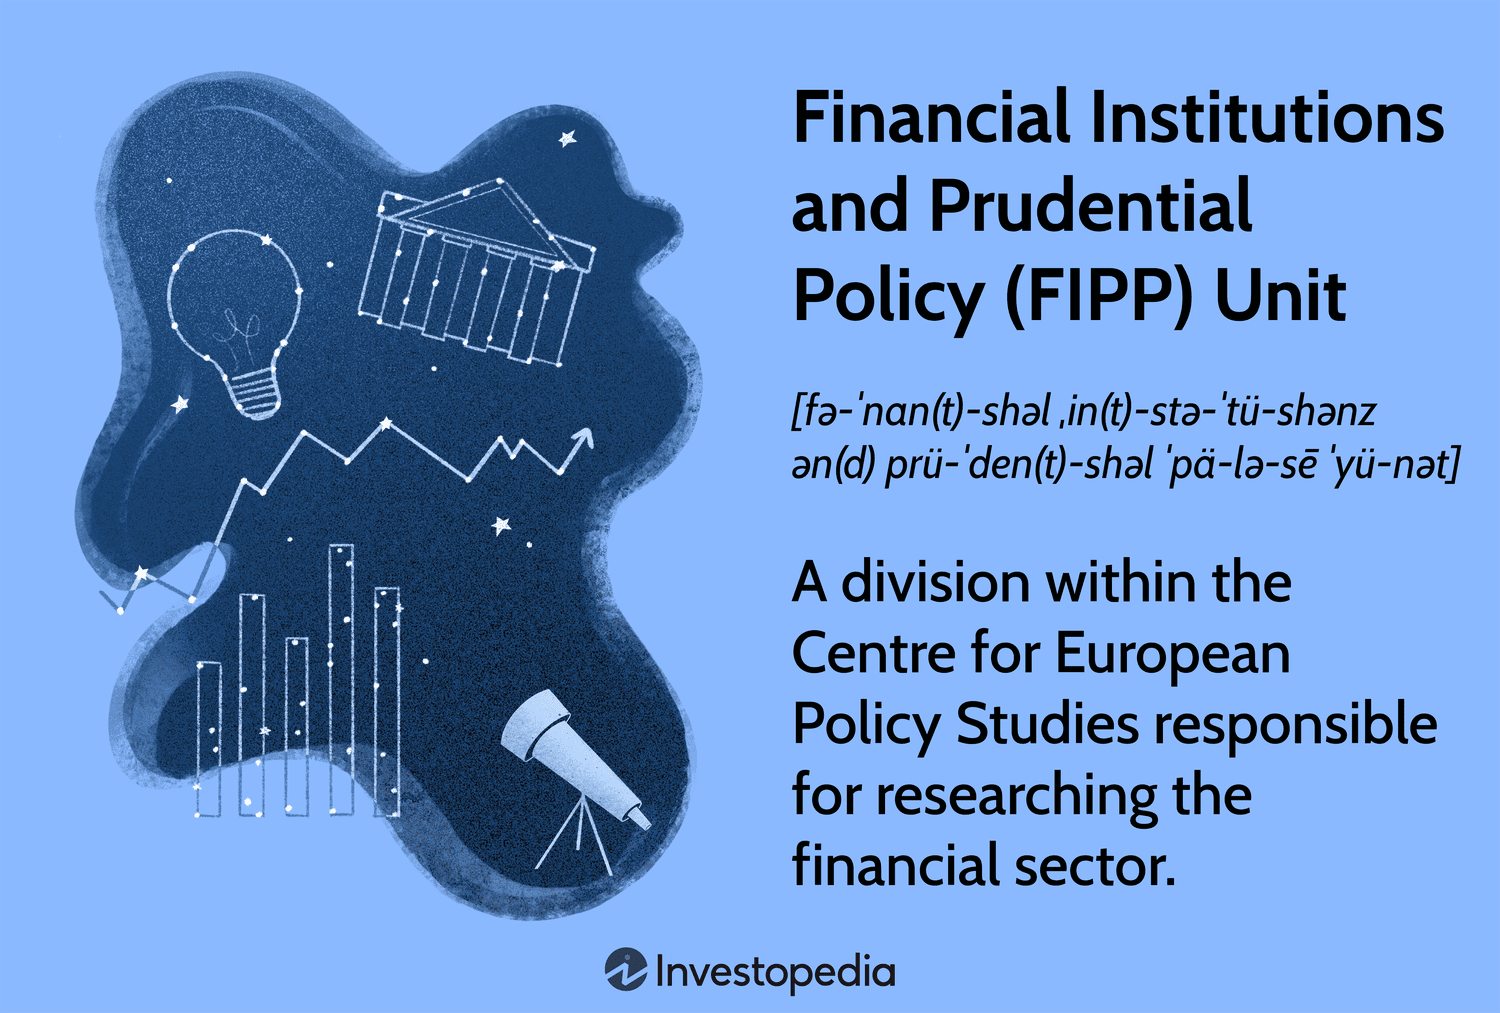 Financial Institutions
and Prudential
Policy (FIPP) Unit
[fə-ˈnan(t)-shəl ˌin(t)-stə-ˈtü-shənz
ən(d) prü-ˈden(t)-shəl ˈpä-lə-sē ˈyü-nət]
A division within the
Centre for European
Policy Studies responsible
for researching the
financial sector.
Investopedia